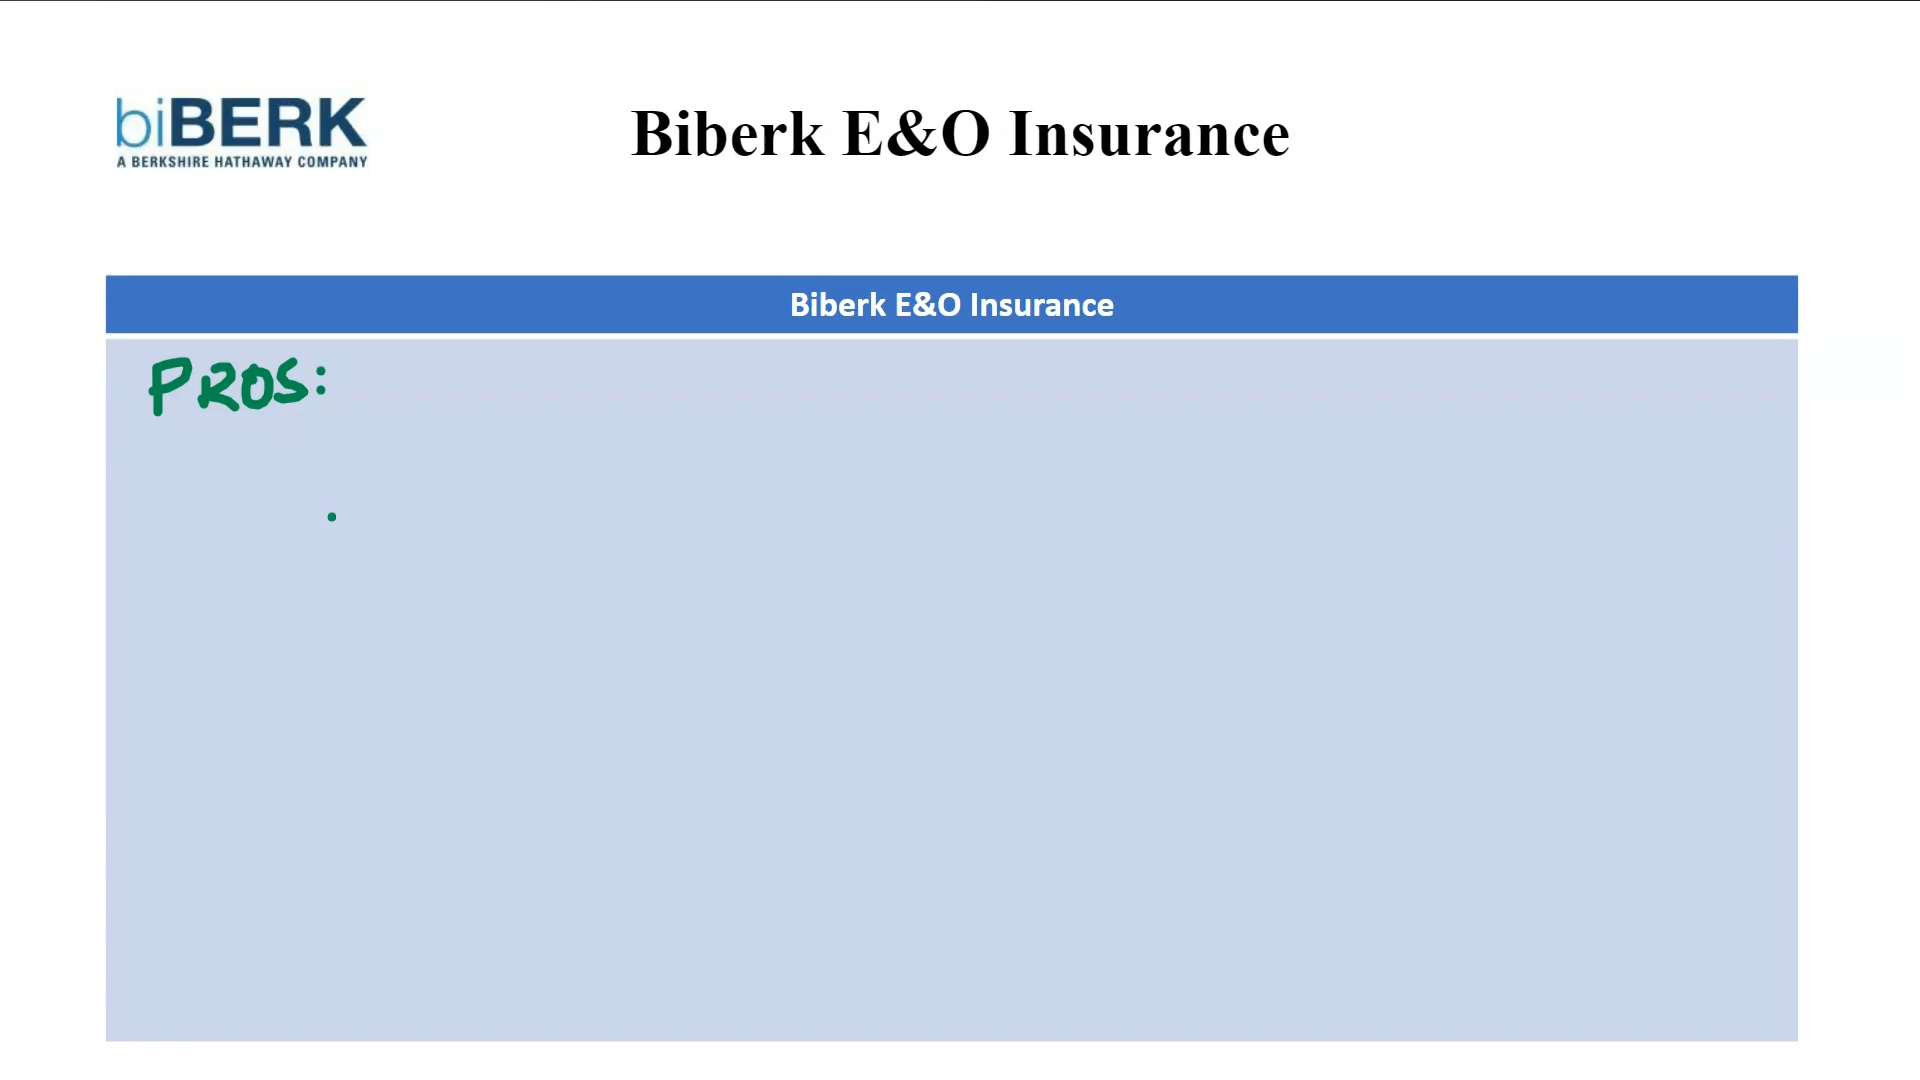 biBERK
A BERKSHIRE HATHAWAY COMPANY
Biberk E&O Insurance
Biberk E&O Insurance
PROS: